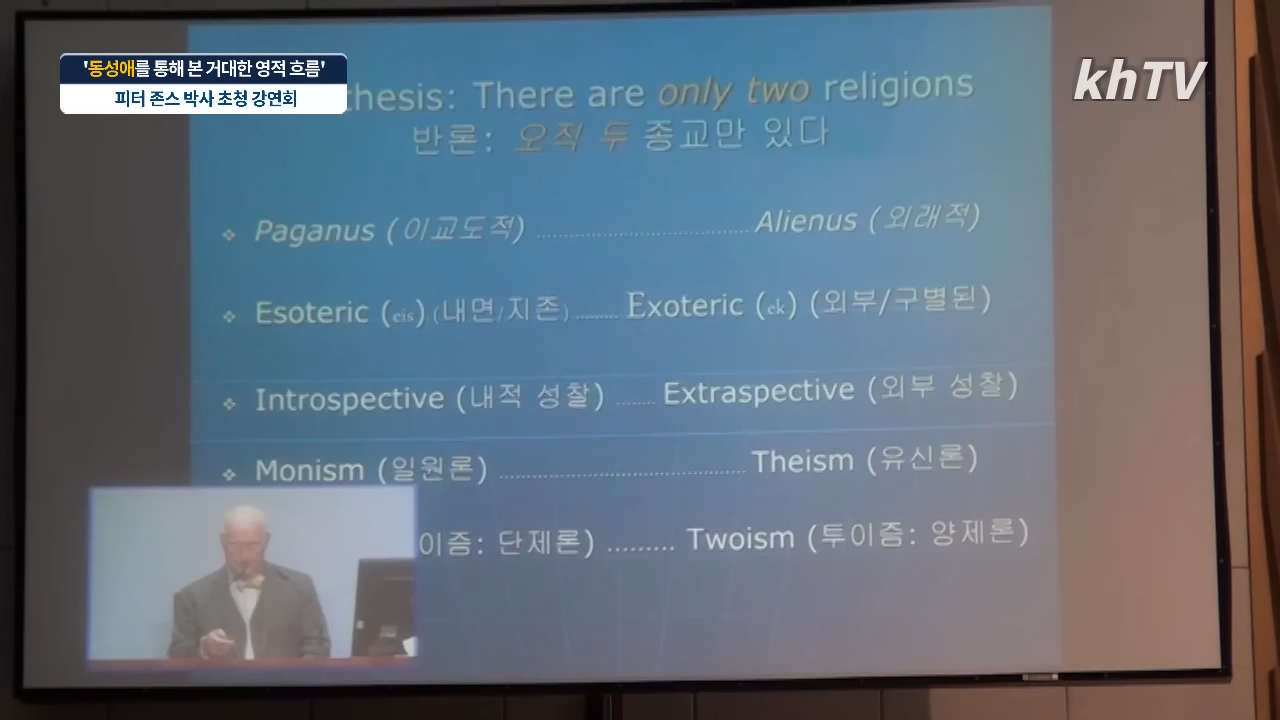 '동성애를 통해 본 거대한 영적 흐름'
피터 존스 박사 초청 강연회
khTV
thesis: There are only two religions
반론: 오직 두 종교만 있다
❖ Paganus (이교도적) ........................ Alienus (외래적)
❖ Esoteric (eis) (내면/지존) ........ Exoteric (ek) (외부/구별된)
❖ Introspective (내적 성찰) ....... Extraspective (외부 성찰)
❖ Monism (일원론) ........................ Theism (유신론)
이즘: 단제론) ......... Twoism (투이즘: 양제론)